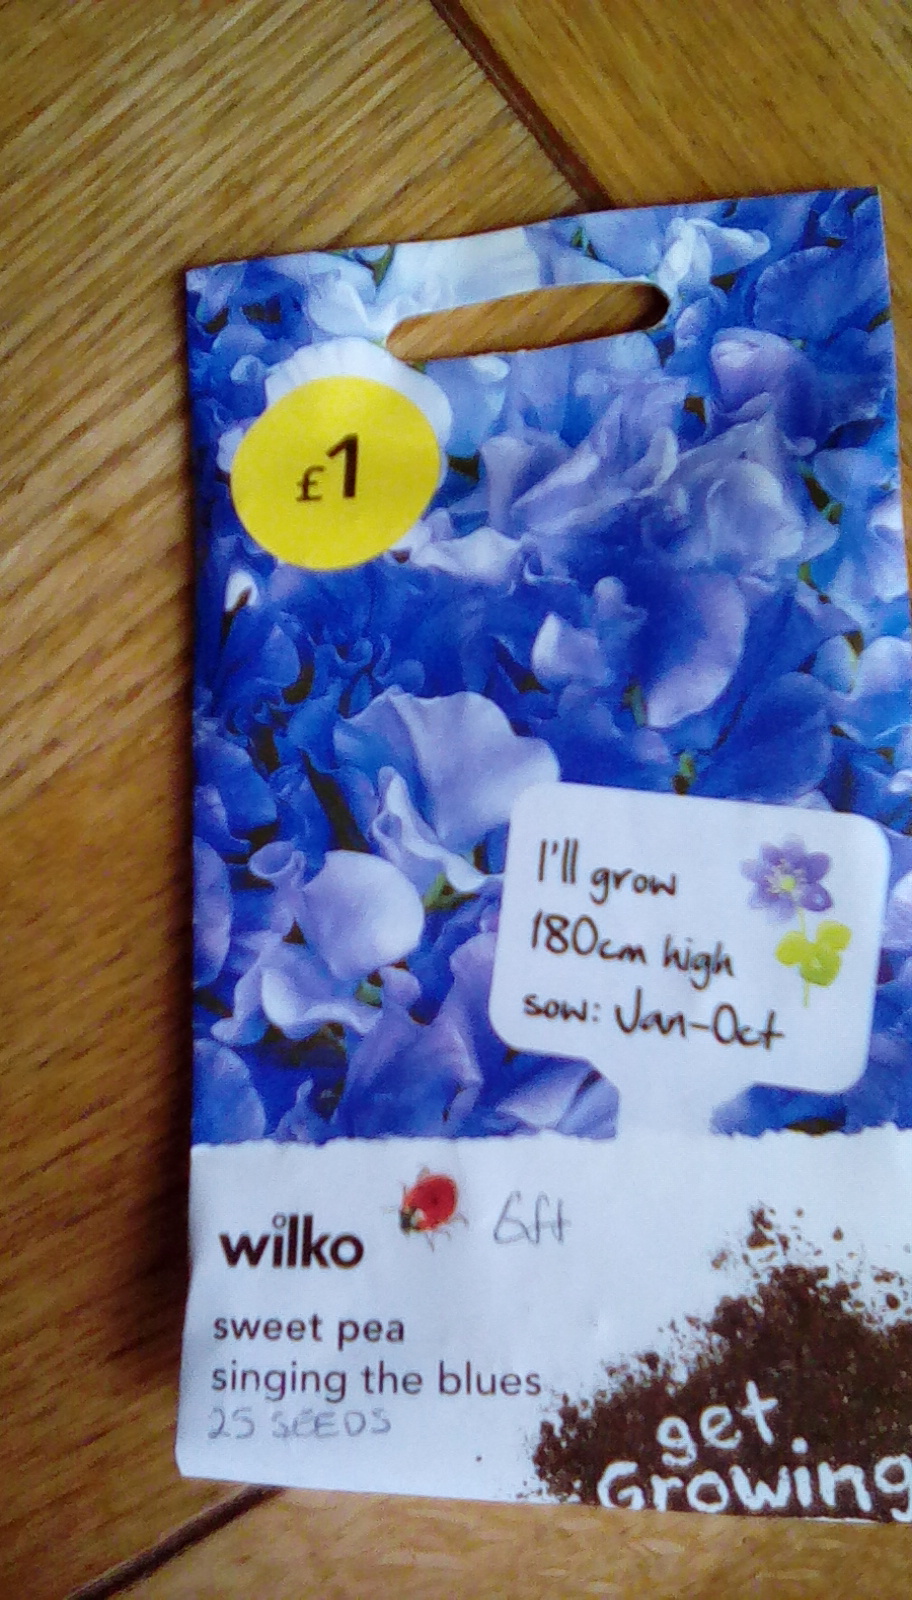 £1
I'll grow
180cm high
sow: Jan-Oct
wilko
6ft
sweet pea
singing the blues
25 SEEDS
get
Growing